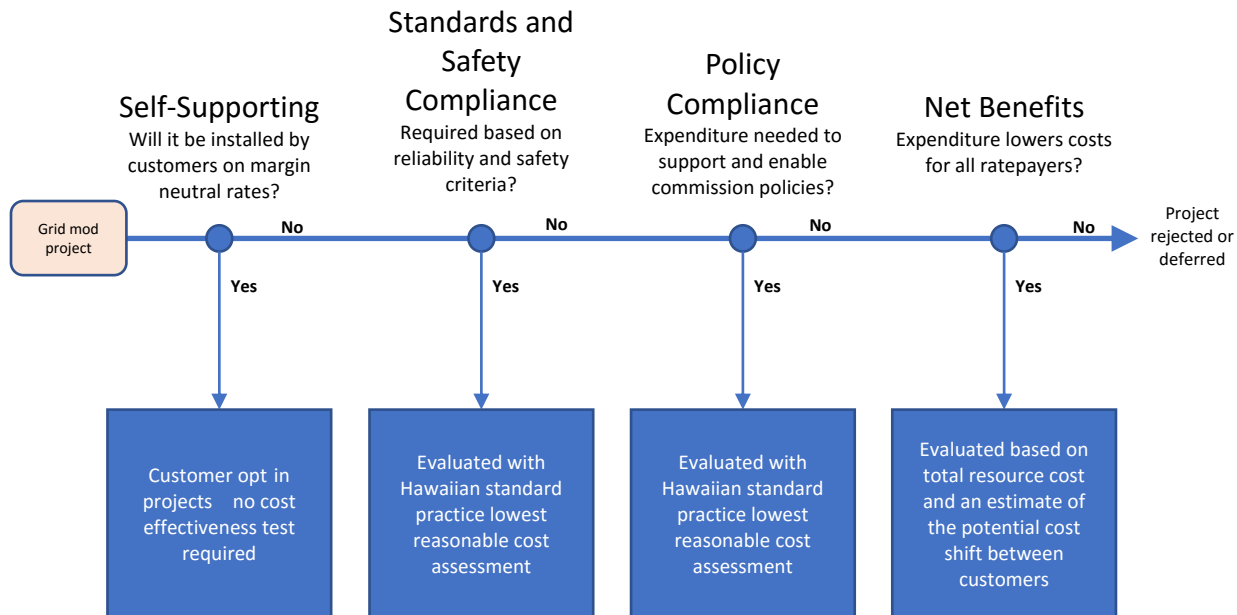 Self-Supporting
Will it be installed by
customers on margin
neutral rates?
Standards and
Safety
Compliance
Required based on
reliability and safety
criteria?
Policy
Compliance
Expenditure needed to
support and enable
commission policies?
Net Benefits
Expenditure lowers costs
for all ratepayers?
Grid mod
project
No
No
No
No
Project
rejected or
deferred
Yes
Yes
Yes
Yes
Customer opt in
projects no cost
effectiveness test
required
Evaluated with
Hawaiian standard
practice lowest
reasonable cost
assessment
Evaluated with
Hawaiian standard
practice lowest
reasonable cost
assessment
Evaluated based on
total resource cost
and an estimate of
the potential cost
shift between
customers